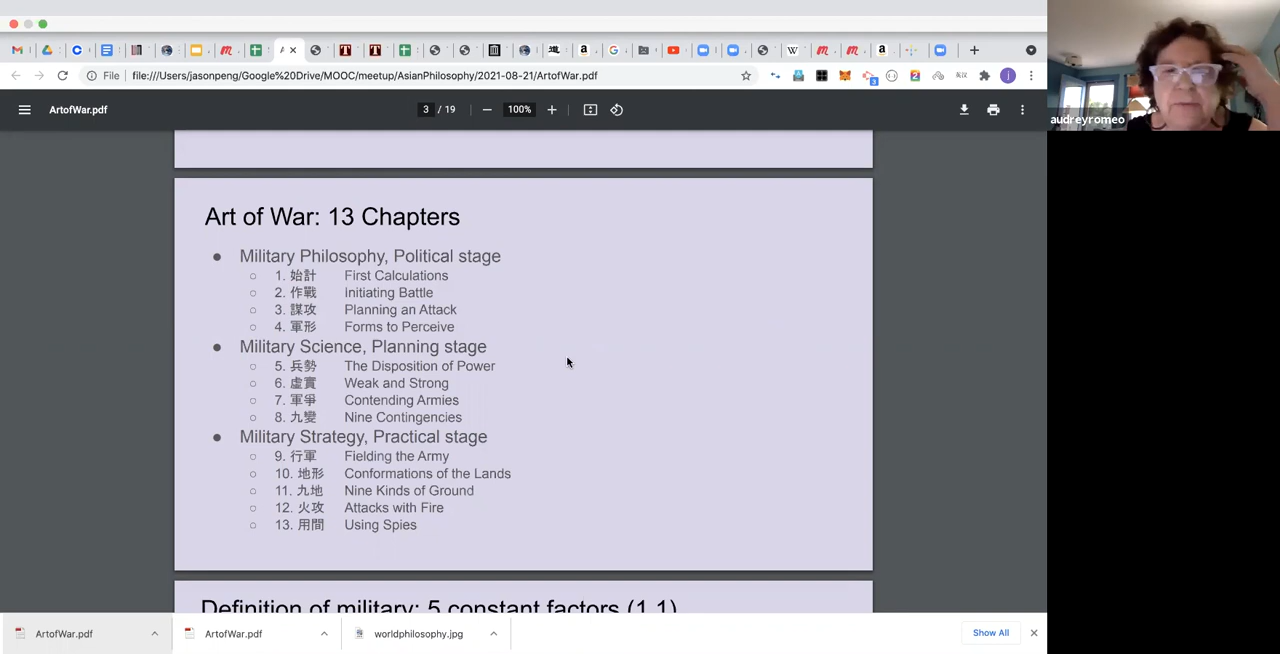 File
file:///Users/jasonpeng/Google%20Drive/MOOC/meetup/AsianPhilosophy/2021-08-21/ArtofWar.pdf
ArtofWar.pdf
3 / 19
100%
audreyromeo
Art of War: 13 Chapters
● Military Philosophy, Political stage
○ 1. 始計 First Calculations
○ 2. 作戰 Initiating Battle
○ 3. 謀攻 Planning an Attack
○ 4. 軍形 Forms to Perceive
● Military Science, Planning stage
○ 5. 兵勢 The Disposition of Power
○ 6. 虛實 Weak and Strong
○ 7. 軍爭 Contending Armies
○ 8. 九變 Nine Contingencies
● Military Strategy, Practical stage
○ 9. 行軍 Fielding the Army
○ 10. 地形 Conformations of the Lands
○ 11. 九地 Nine Kinds of Ground
○ 12. 火攻 Attacks with Fire
○ 13. 用間 Using Spies
Definition of military: 5 constant factors (1.1)
ArtofWar.pdf
ArtofWar.pdf
worldphilosophy.jpg
Show All